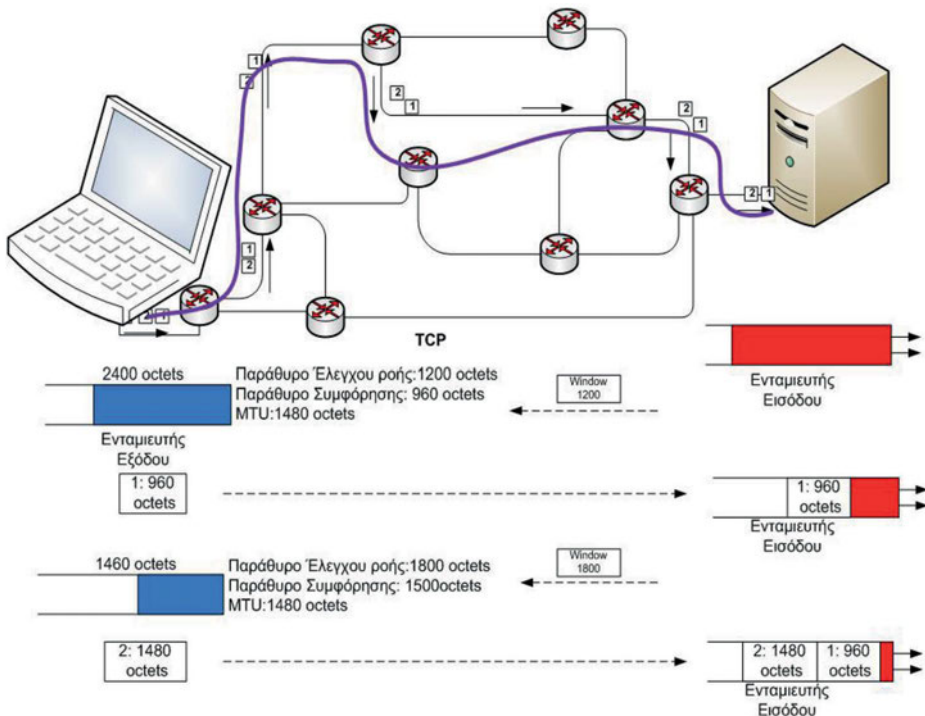 1
2
2
1
2
1
2 1
1
2
2 1
TCP
2400 octets
Παράθυρο Έλεγχου ροής:1200 octets
Παράθυρο Συμφόρησης: 960 octets
MTU:1480 octets
Window
1200
Ενταμιευτής
Εισόδου
Ενταμιευτής
Εξόδου
1: 960
octets
1: 960
octets
Ενταμιευτής
Εισόδου
1460 octets
Παράθυρο Έλεγχου ροής:1800 octets
Παράθυρο Συμφόρησης: 1500octets
MTU:1480 octets
Window
1800
2: 1480
octets
2: 1480
octets
1: 960
octets
Ενταμιευτής
Εισόδου